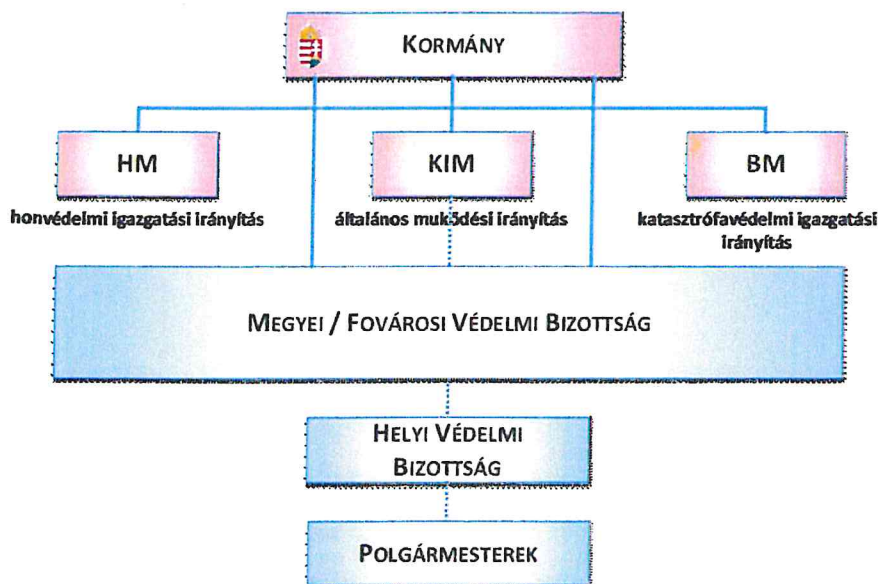 KORMÁNY
HM
KIM
BM
honvédelmi igazgatási irányítás
általános mukődési irányítás
katasztrófavédelmi igazgatási
irányítás
MEGYEI / FOVÁROSI VÉDELMI BIZOTTSÁG
HELYI VÉDELMI
BIZOTTSÁG
POLGÁRMESTEREK